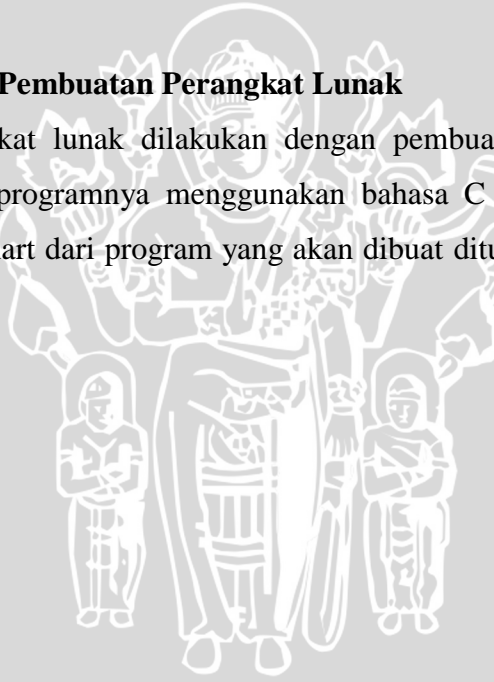 Pembuatan Perangkat Lunak
kat lunak dilakukan dengan pembua
programnya menggunakan bahasa C
art dari program yang akan dibuat ditu